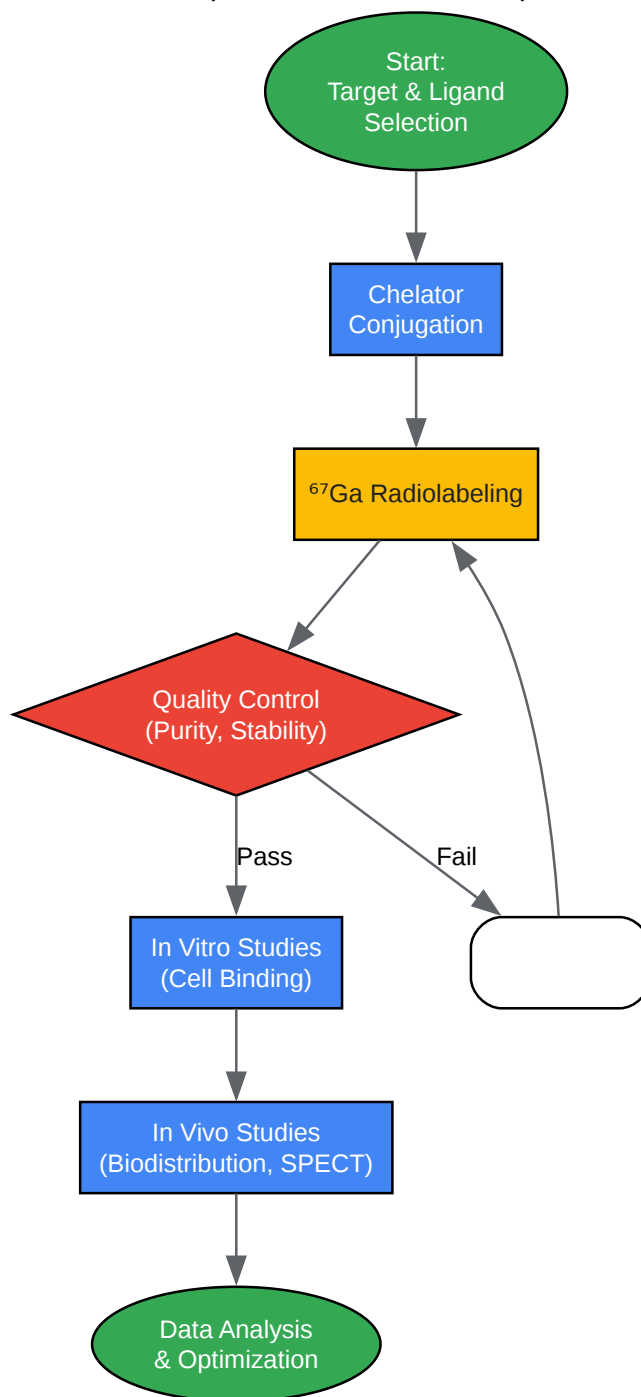 Start:
Target & Ligand
Selection
Chelator
Conjugation
⁶⁷Ga Radiolabeling
Quality Control
(Purity, Stability)
Pass
Fail
In Vitro Studies
(Cell Binding)
In Vivo Studies
(Biodistribution, SPECT)
Data Analysis
& Optimization